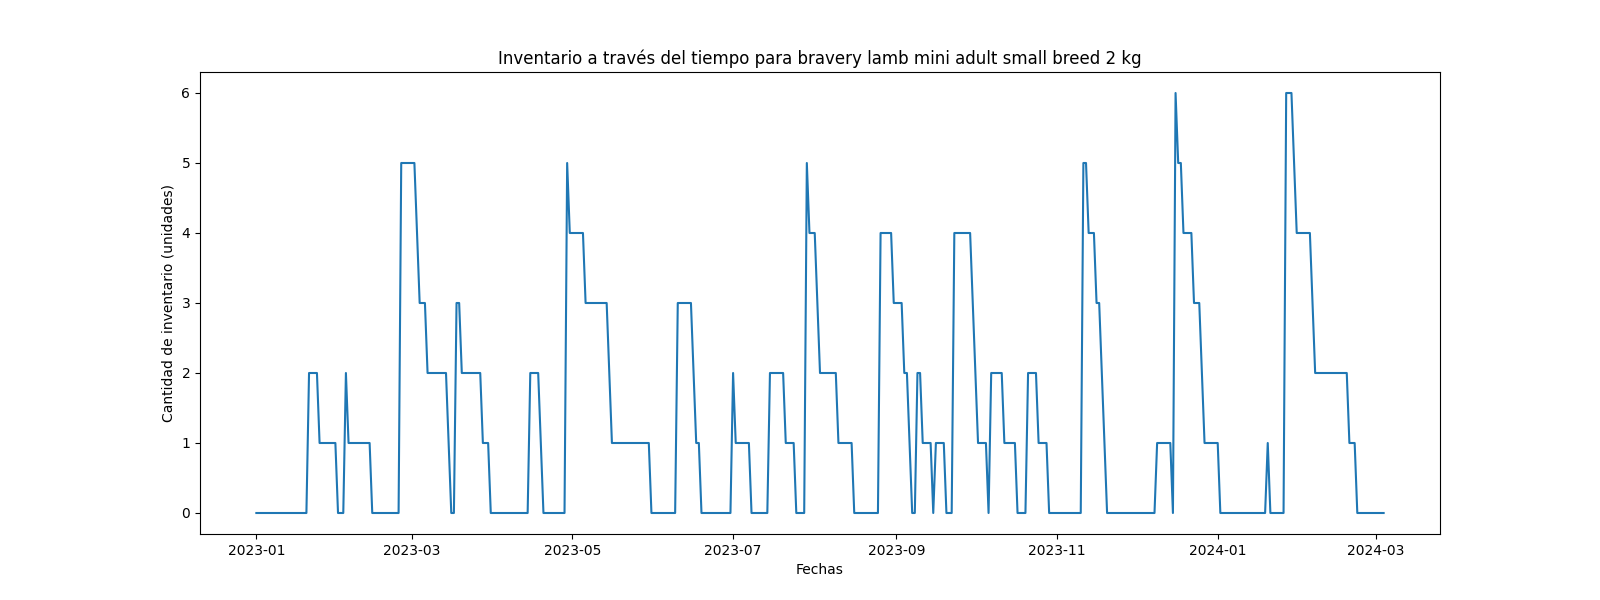 Inventario a través del tiempo para bravery lamb mini adult small breed 2 kg
Cantidad de inventario (unidades)
6
5
4
3
2
1
0
2023-01 2023-03 2023-05 2023-07 2023-09 2023-11 2024-01 2024-03
Fechas